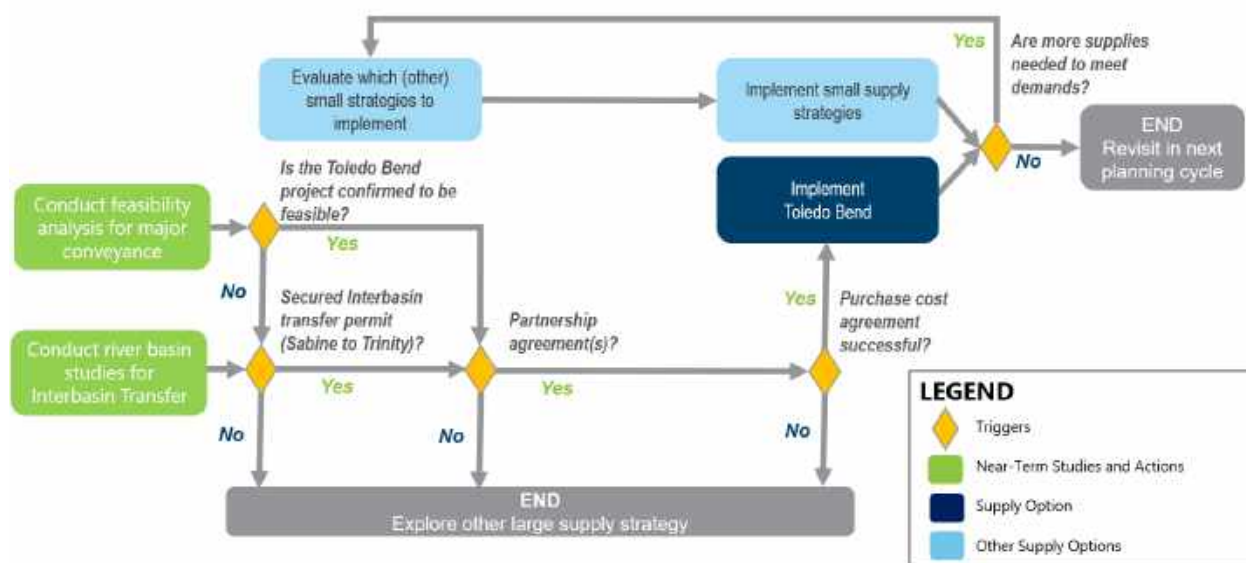 Yes
Are more supplies
needed to meet
demands?
Evaluate which (other)
small strategies to
implement
Implement small supply
strategies
END
Revisit in next
planning cycle
No
Is the Toledo Bend
project confirmed to be
feasible?
Implement
Toledo Bend
Conduct feasibility
analysis for major
conveyance
Yes
No
Secured Interbasin
transfer permit
(Sabine to Trinity)?
Partnership
agreement(s)?
Yes
Purchase cost
agreement
successful?
Conduct river basin
studies for
Interbasin Transfer
Yes
Yes
No
No
No
END
Explore other large supply strategy
LEGEND
Triggers
Near-Term Studies and Actions
Supply Option
Other Supply Options